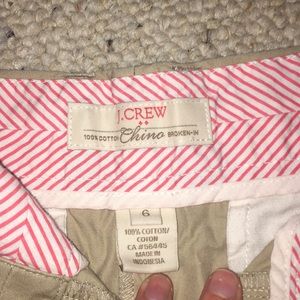 J.CREW
100% COTTON Chino BROKEN-IN
6
100% COTTON/
COTON
CA#56445
MADE IN
INDONESIA